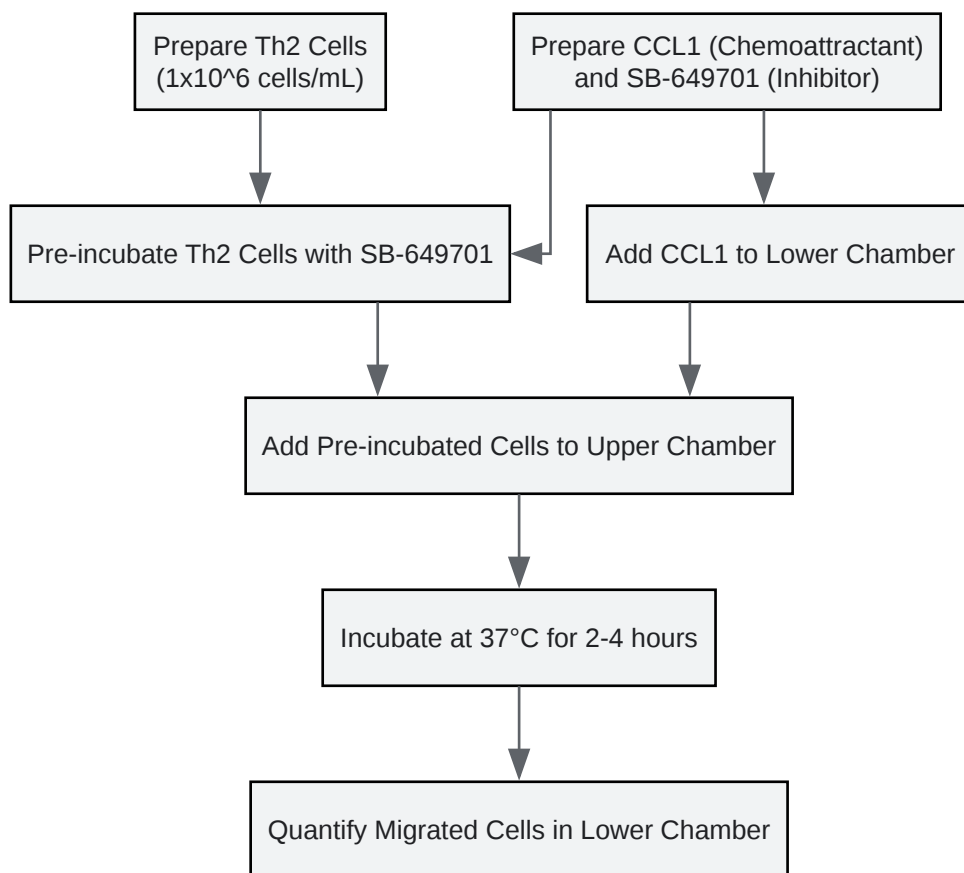 Prepare Th2 Cells
(1x10^6 cells/mL)
Prepare CCL1 (Chemoattractant)
and SB-649701 (Inhibitor)
Pre-incubate Th2 Cells with SB-649701
Add CCL1 to Lower Chamber
Add Pre-incubated Cells to Upper Chamber
Incubate at 37°C for 2-4 hours
Quantify Migrated Cells in Lower Chamber